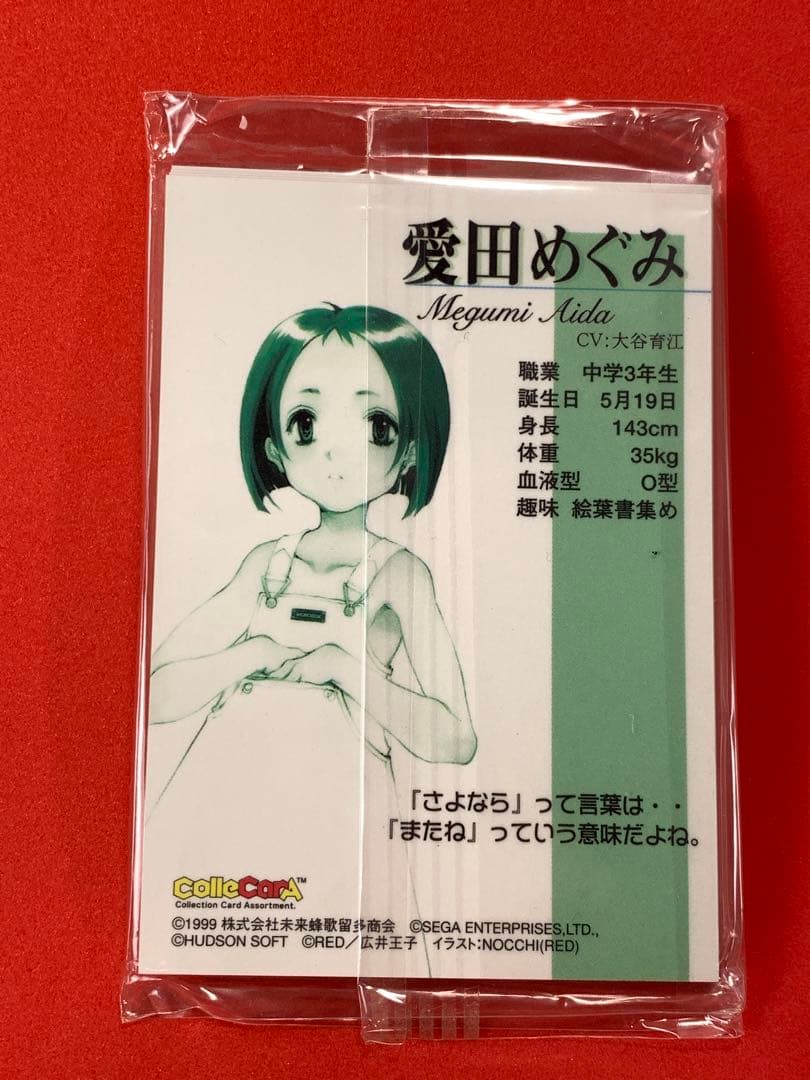 愛田めぐみ
Megumi Aida
CV:大谷育江
職業 中学3年生
誕生日 5月19日
身長 143cm
体重 35kg
血液型 O型
趣味 絵葉書集め
『さよなら』って言葉は・・
『またね』っていう意味だよね。
ColleCarA™
Collection Card Assortment.
©1999 株式会社未来蜂歌留多商会 ©SEGA ENTERPRISES,LTD.,
©HUDSON SOFT ©RED／広井王子 イラスト:NOCCHI(RED)